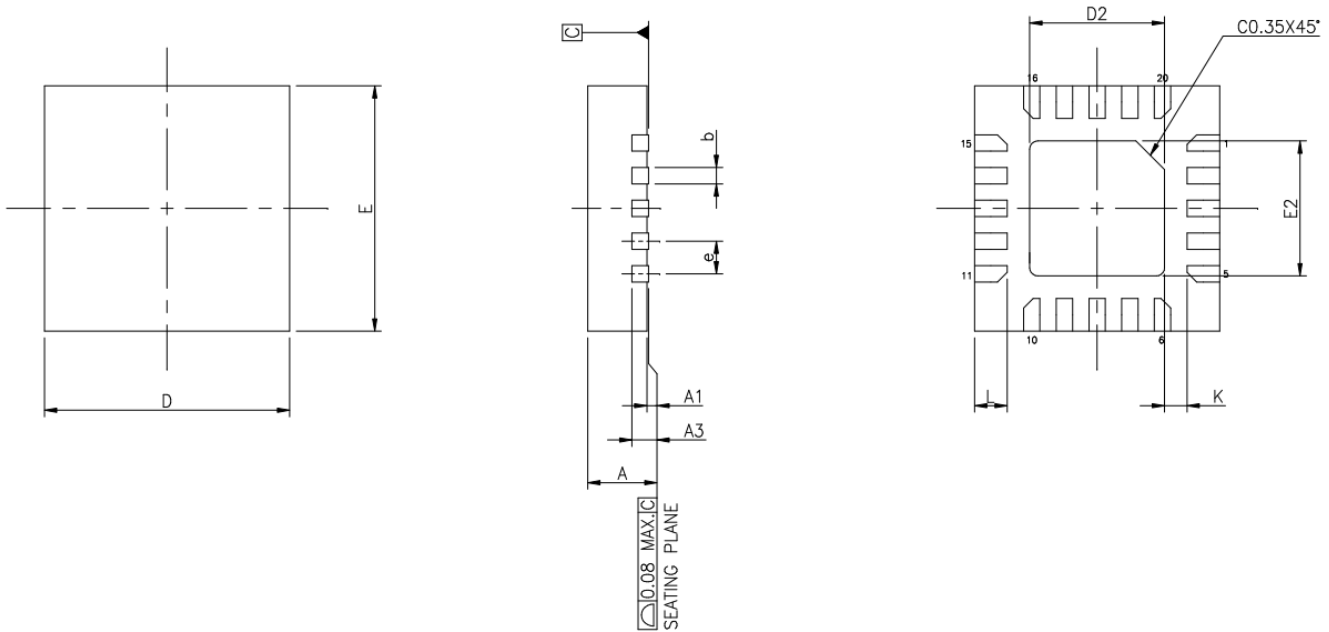 D
E
C
b
e
A1
A3
A
0.08 MAX. C
SEATING PLANE
D2
C0.35X45°
16
20
15
1
E2
11
5
10
6
L
K